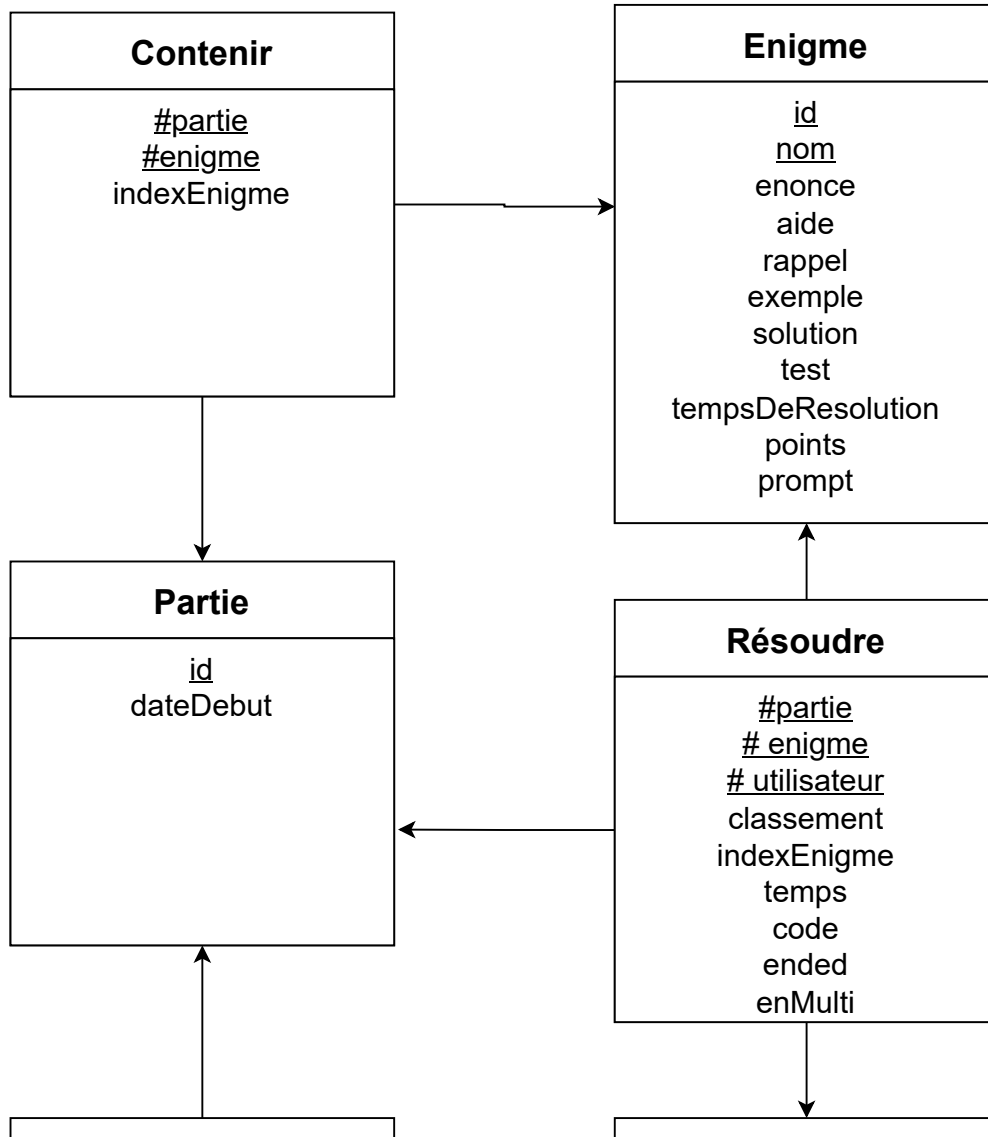 Contenir
#partie
#enigme
indexEnigme
Enigme
id
nom
enonce
aide
rappel
exemple
solution
test
tempsDeResolution
points
prompt
Partie
id
dateDebut
Résoudre
#partie
# enigme
# utilisateur
classement
indexEnigme
temps
code
ended
enMulti